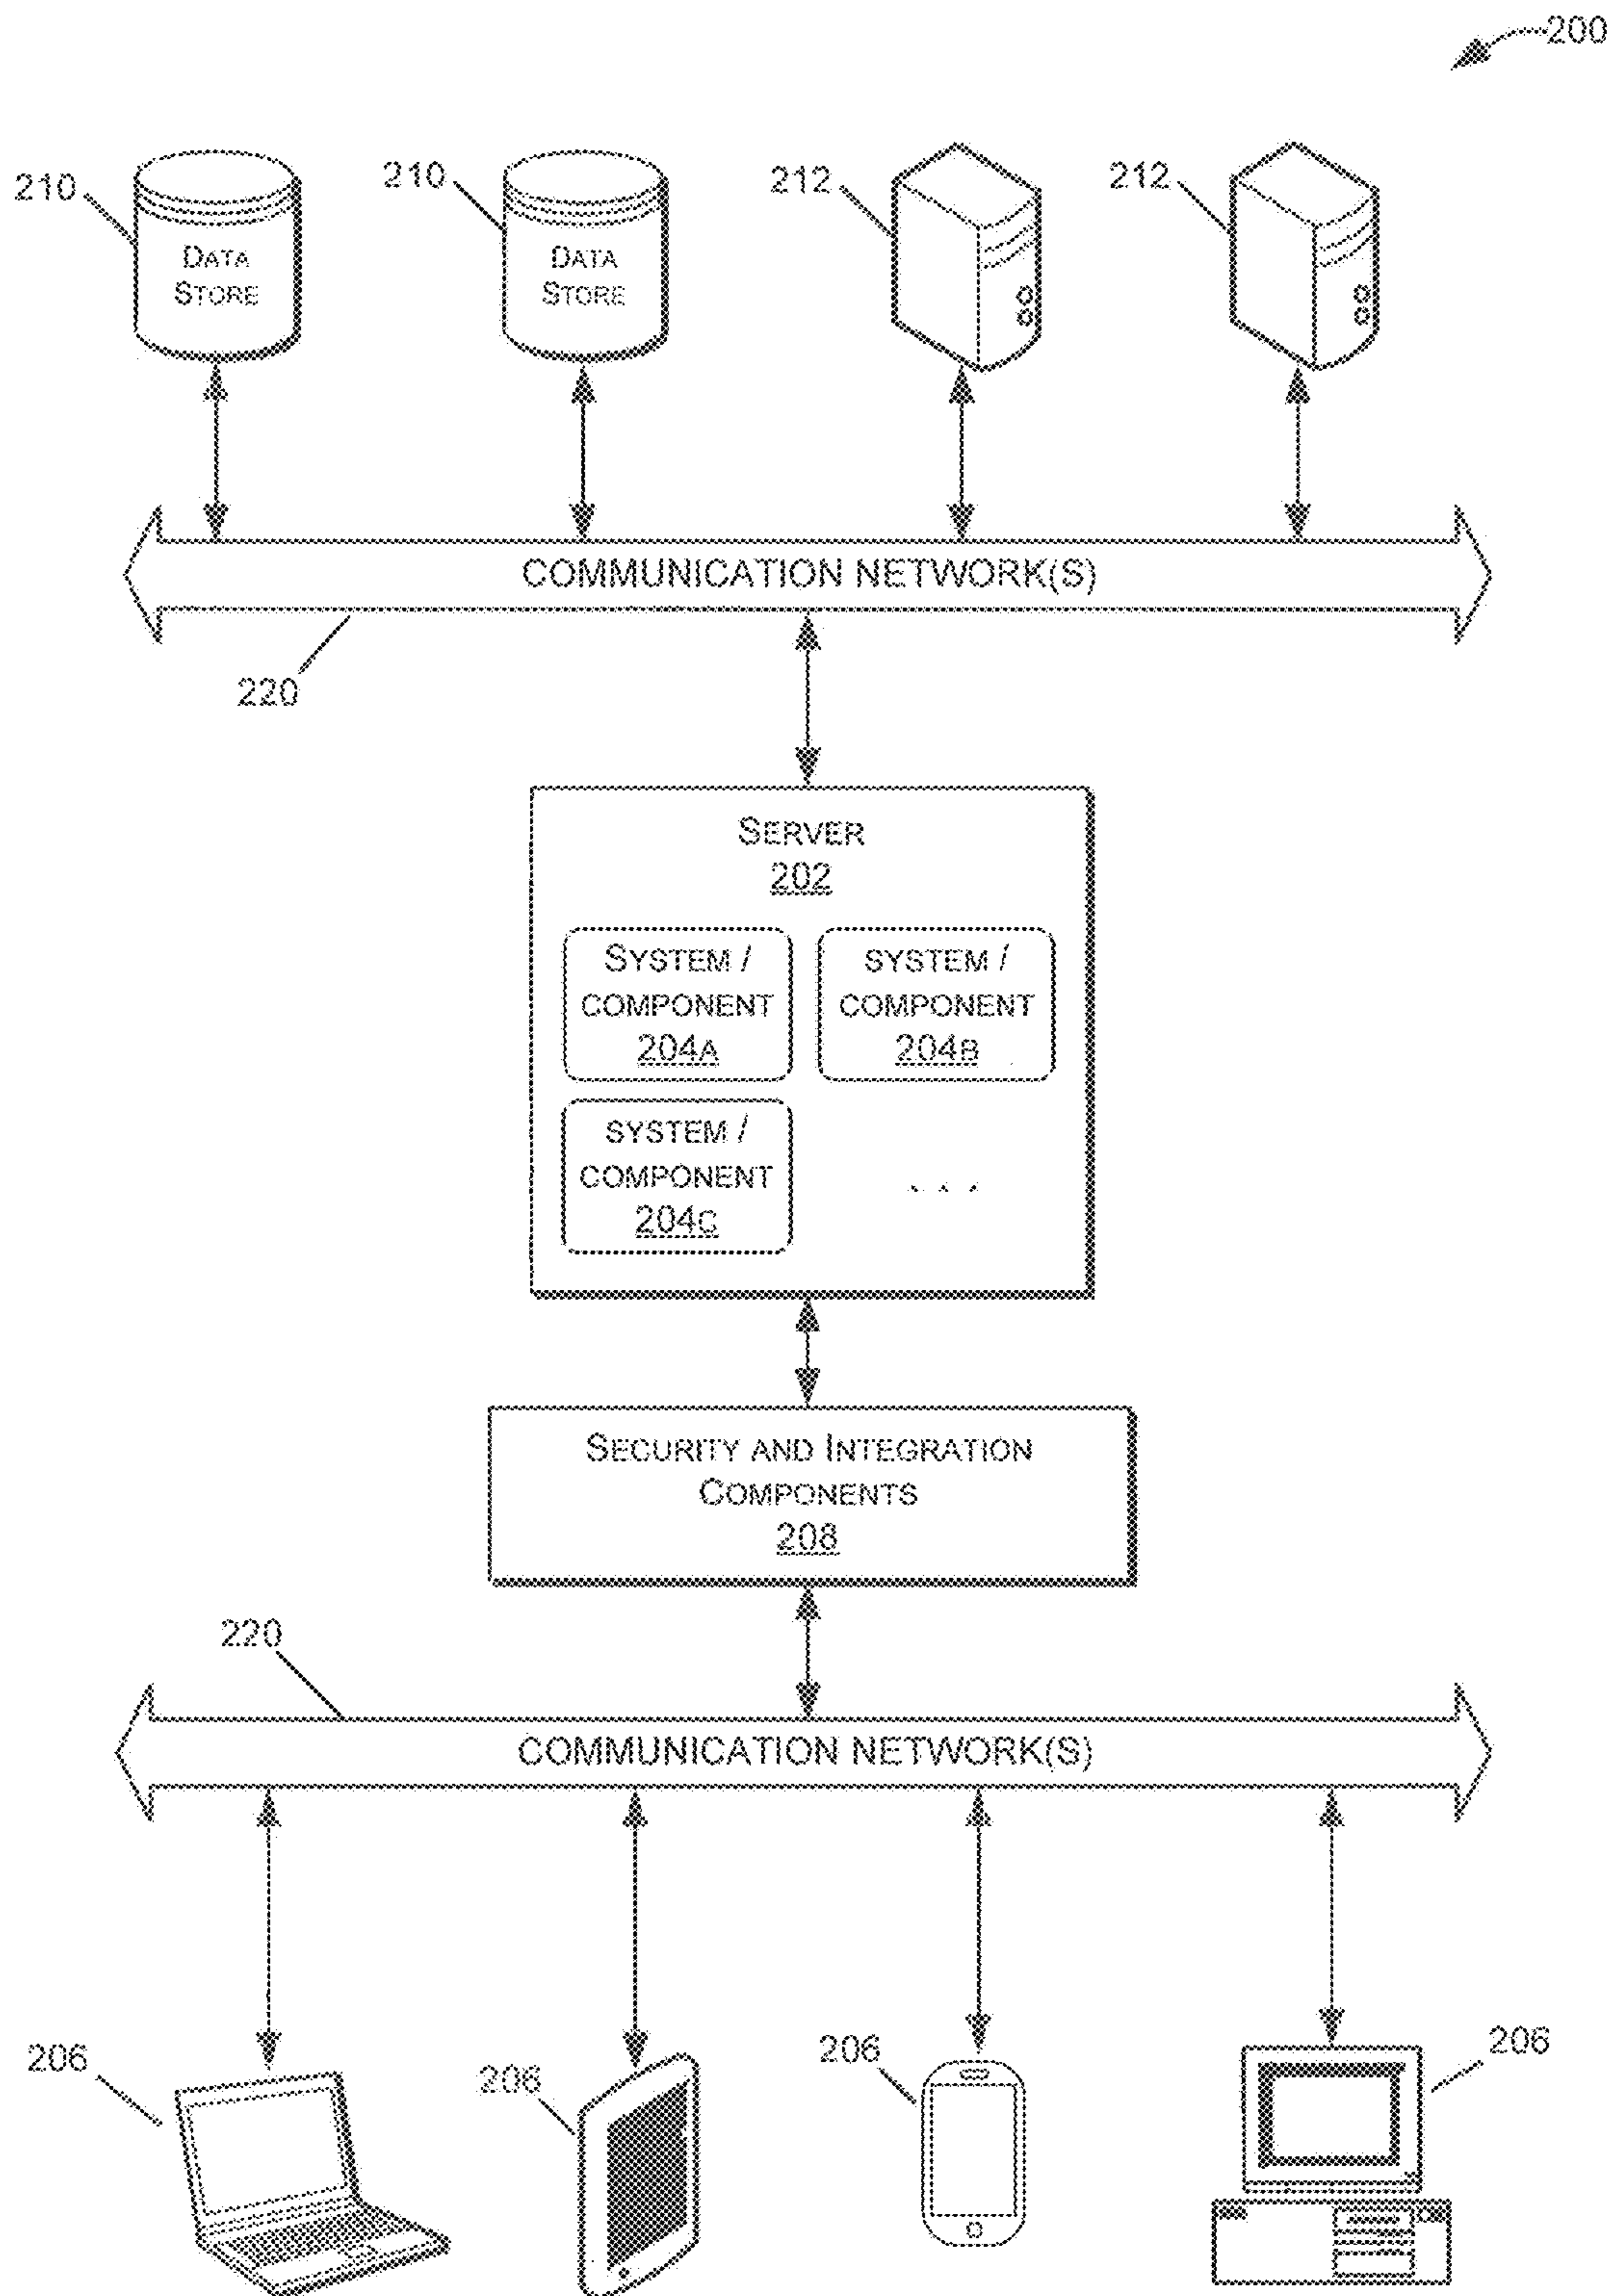 200
210
210
212
212
DATA
STORE
DATA
STORE
COMMUNICATION NETWORK(S)
220
SERVER
202
SYSTEM /
COMPONENT
204A
SYSTEM /
COMPONENT
204B
SYSTEM /
COMPONENT
204C
. . .
SECURITY AND INTEGRATION
COMPONENTS
208
220
COMMUNICATION NETWORK(S)
206
206
206
206